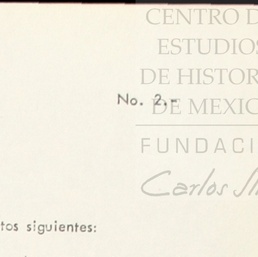 CENTRO D
ESTUDIOS
DE HISTOR
No. 2.- DE MEXIC
FUNDACI
Carlos Sl
tos siguientes: